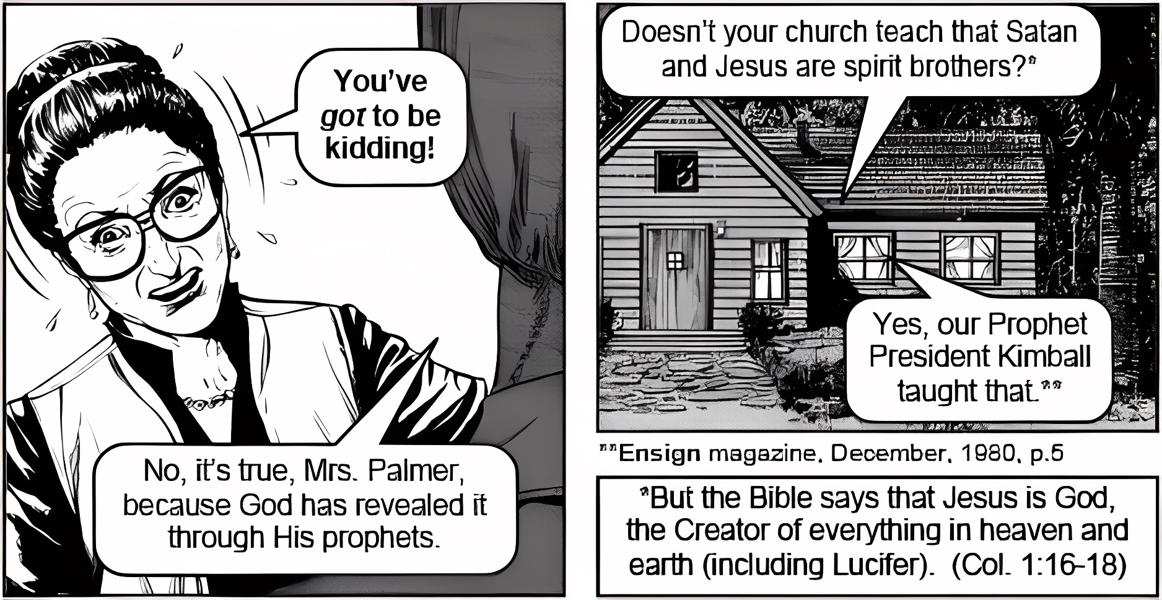 You've
got to be
kidding!
No, it's true, Mrs. Palmer,
because God has revealed it
through His prophets.
Doesn't your church teach that Satan
and Jesus are spirit brothers?*
Yes, our Prophet
President Kimball
taught that.**
**Ensign magazine, December, 1980, p.5
*But the Bible says that Jesus is God,
the Creator of everything in heaven and
earth (including Lucifer). (Col. 1:16-18)